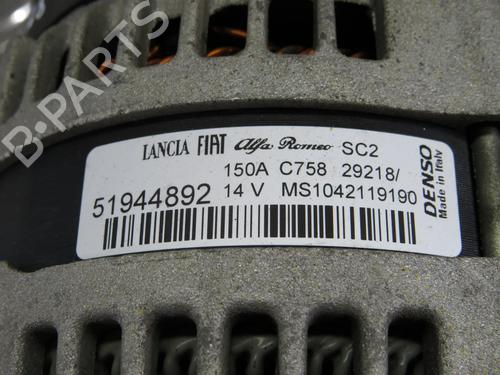 B-PARTS
LANCIA FIAT Alfa Romeo SC2
150A C758 29218/
51944892 14 V MS1042119190
DENSO
Made in Italy